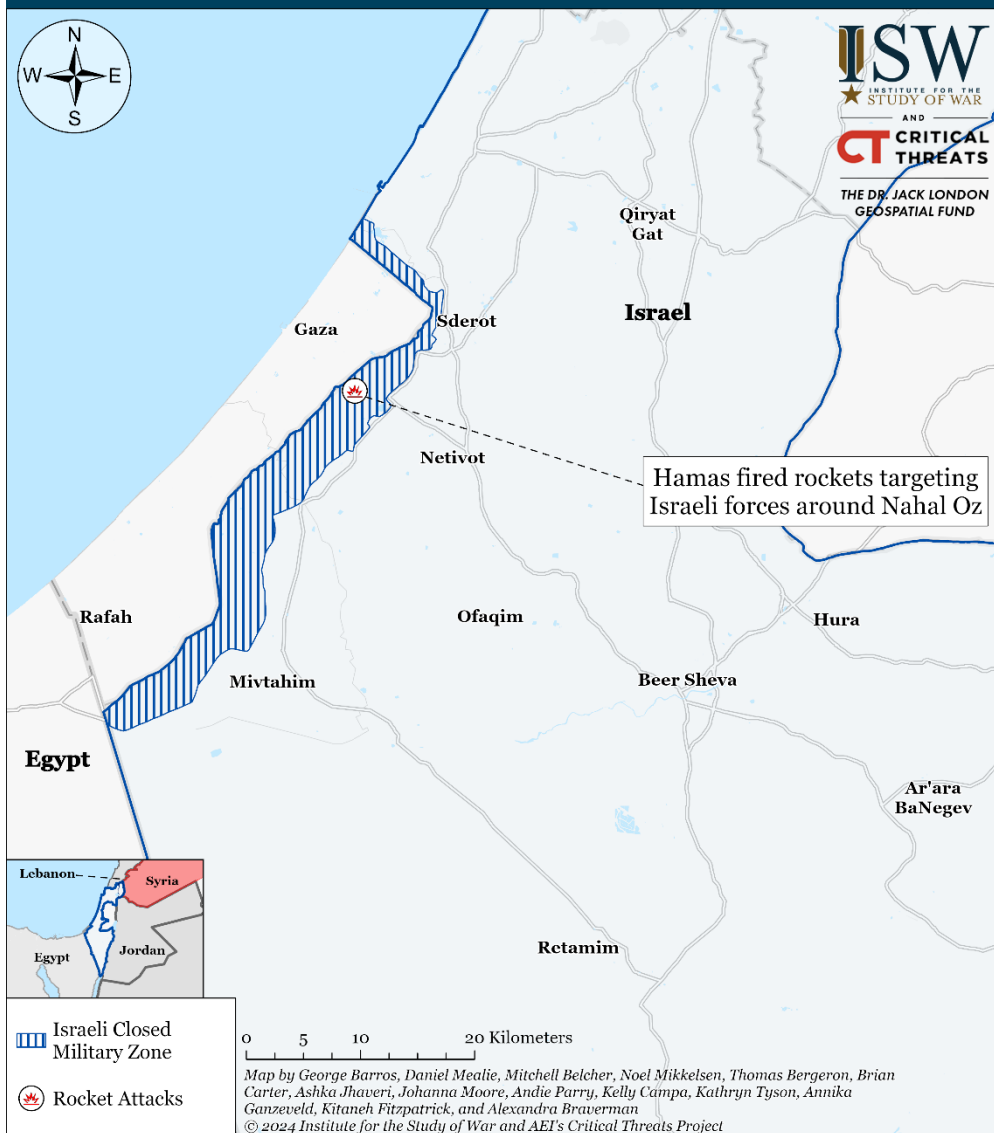 N
W
E
S
ISW
INSTITUTE FOR THE
STUDY OF WAR
AND
CT CRITICAL
THREATS
THE DR. JACK LONDON
GEOSPATIAL FUND
Qiryat
Gat
Israel
Gaza
Sderot
Netivot
Hamas fired rockets targeting
Israeli forces around Nahal Oz
Rafah
Ofaqim
Hura
Mivtahim
Beer Sheva
Egypt
Ar'ara
BaNegev
Lebanon
Syria
Egypt
Jordan
Retamim
Israeli Closed
Military Zone
Rocket Attacks
0 5 10 20 Kilometers
Map by George Barros, Daniel Mealie, Mitchell Belcher, Noel Mikkelsen, Thomas Bergeron, Brian
Carter, Ashka Jhaveri, Johanna Moore, Andie Parry, Kelly Campa, Kathryn Tyson, Annika
Ganzeveld, Kitaneh Fitzpatrick, and Alexandra Braverman
© 2024 Institute for the Study of War and AEI's Critical Threats Project